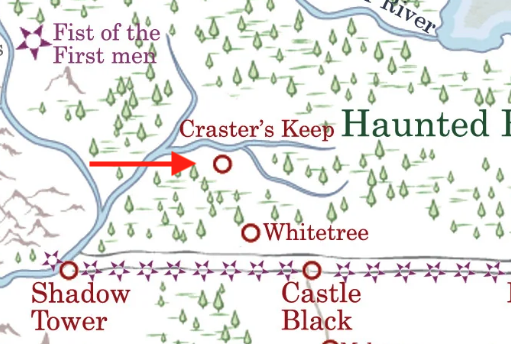 River
Fist of the
First men
Craster's Keep
Haunted
Whitetree
Shadow
Tower
Castle
Black